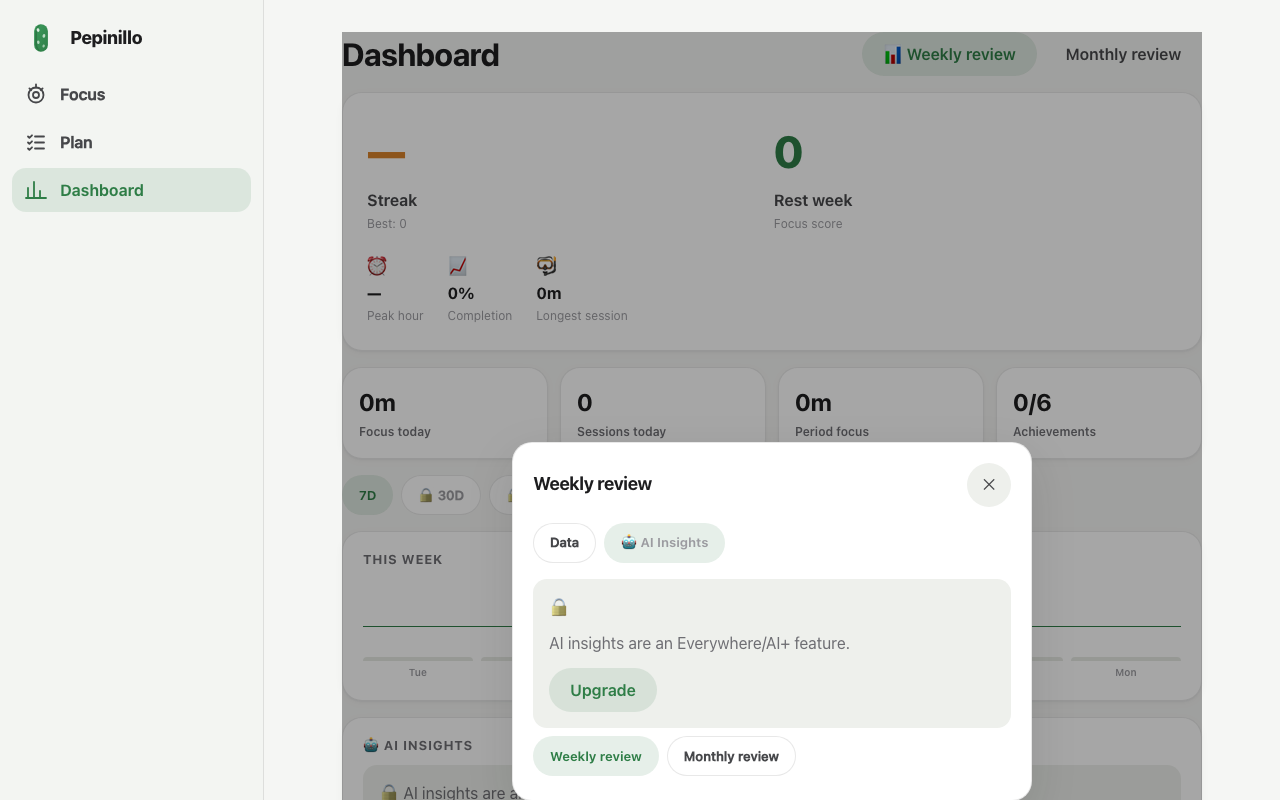 Pepinillo
Focus
Plan
Dashboard
Dashboard
Weekly review
Monthly review
—
0
Streak
Rest week
Best: 0
Focus score
—
0%
0m
Peak hour
Completion
Longest session
0m
0
0m
0/6
Focus today
Sessions today
Period focus
Achievements
7D
30D
THIS WEEK
Tue
Mon
AI INSIGHTS
AI insights are a
Weekly review
Data
AI Insights
AI insights are an Everywhere/AI+ feature.
Upgrade
Weekly review
Monthly review